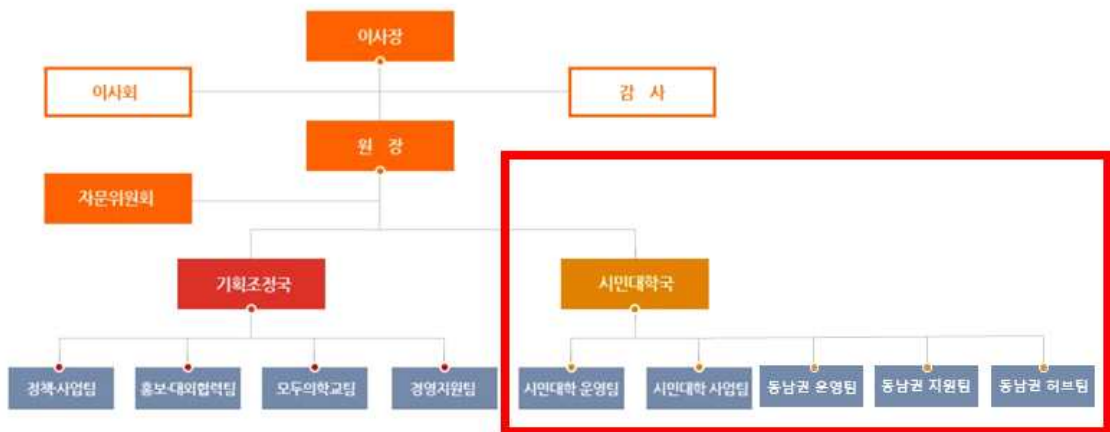 이사장
이사회
감 사
원 장
자문위원회
기획조정국
시민대학국
정책·사업팀
홍보·대외협력팀
모두의학교팀
경영지원팀
시민대학 운영팀
시민대학 사업팀
동남권 운영팀
동남권 지원팀
동남권 허브팀